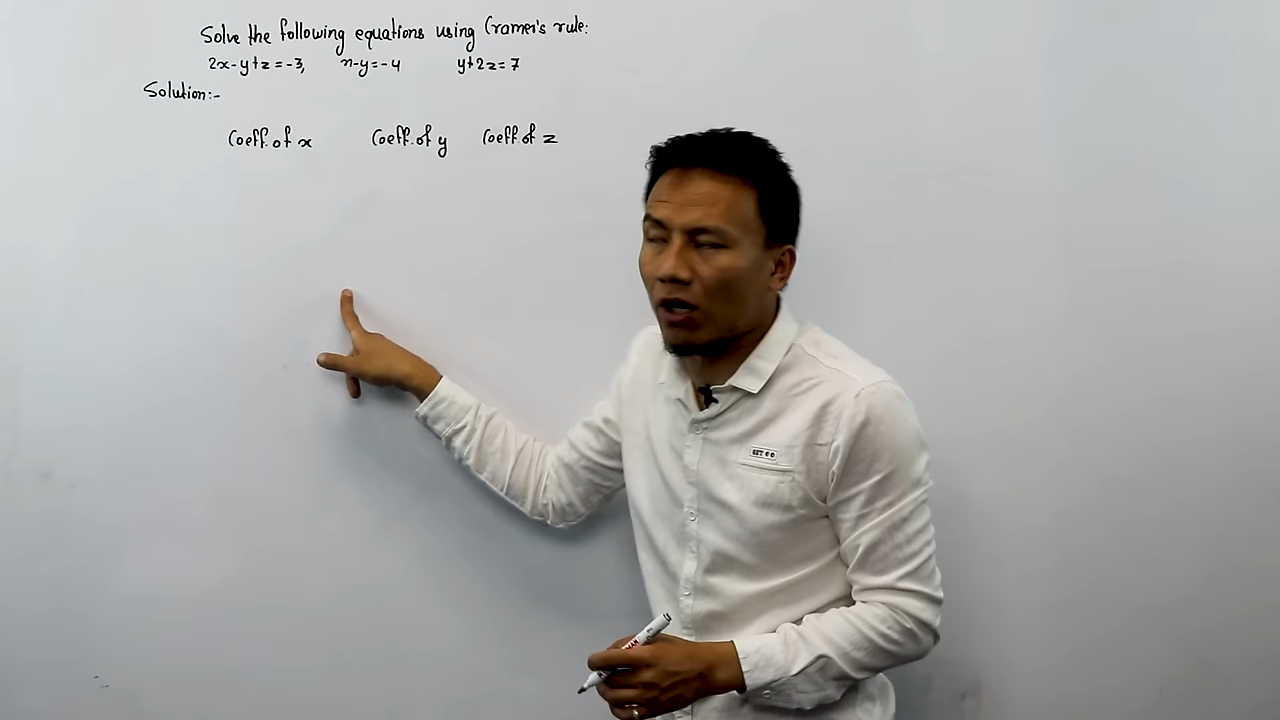 Solve the following equations using Cramer's rule:
2x-y+z=-3, x-y=-4 y+2z=7
Solution:-
Coeff. of x Coeff. of y Coeff. of z